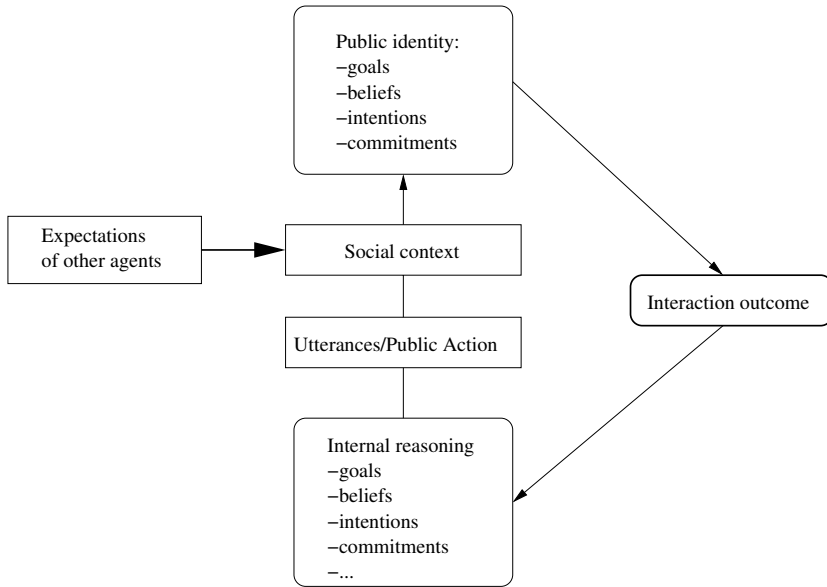 Public identity:
−goals
−beliefs
−intentions
−commitments
Expectations
of other agents
Social context
Interaction outcome
Utterances/Public Action
Internal reasoning
−goals
−beliefs
−intentions
−commitments
−...